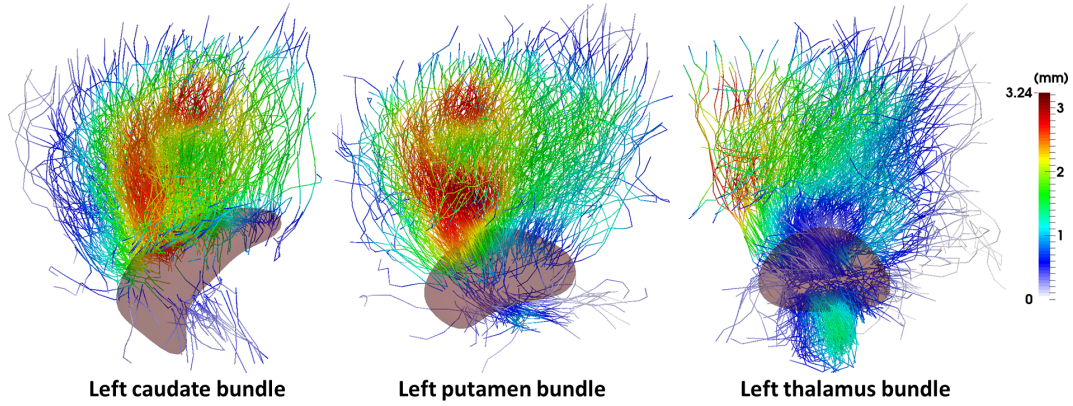 (mm)
3.24
3
2
1
0
Left caudate bundle
Left putamen bundle
Left thalamus bundle